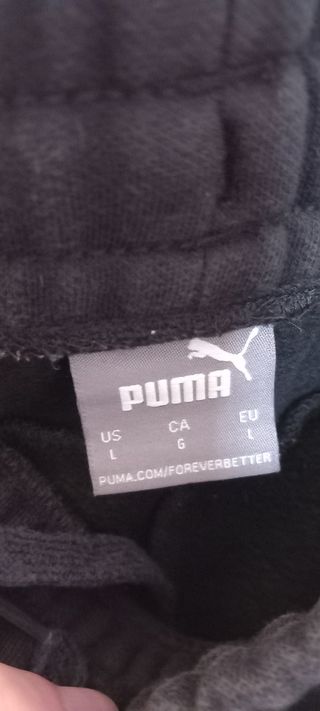 PUMA
US CA EU
L G L
PUMA.COM/FOREVERBETTER